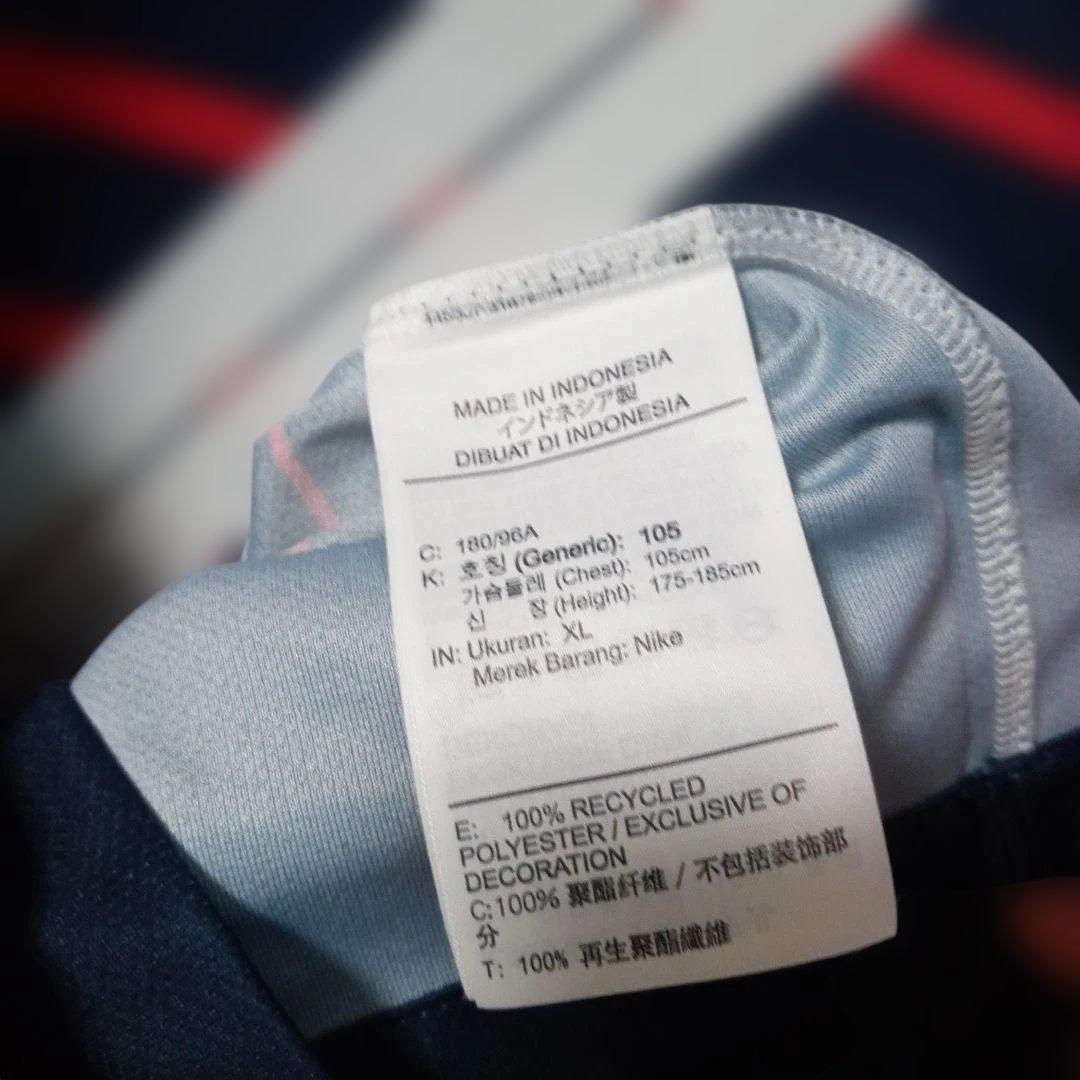 MADE IN INDONESIA
インドネシア製
DIBUAT DI INDONESIA
C: 180/96A
K: 호칭 (Generic): 105
가슴둘레 (Chest): 105cm
신 장 (Height): 175-185cm
IN: Ukuran: XL
Merek Barang: Nike
E: 100% RECYCLED
POLYESTER / EXCLUSIVE OF
DECORATION
C:100% 聚酯纤维 / 不包括装饰部
分
T: 100% 再生聚酯纖維